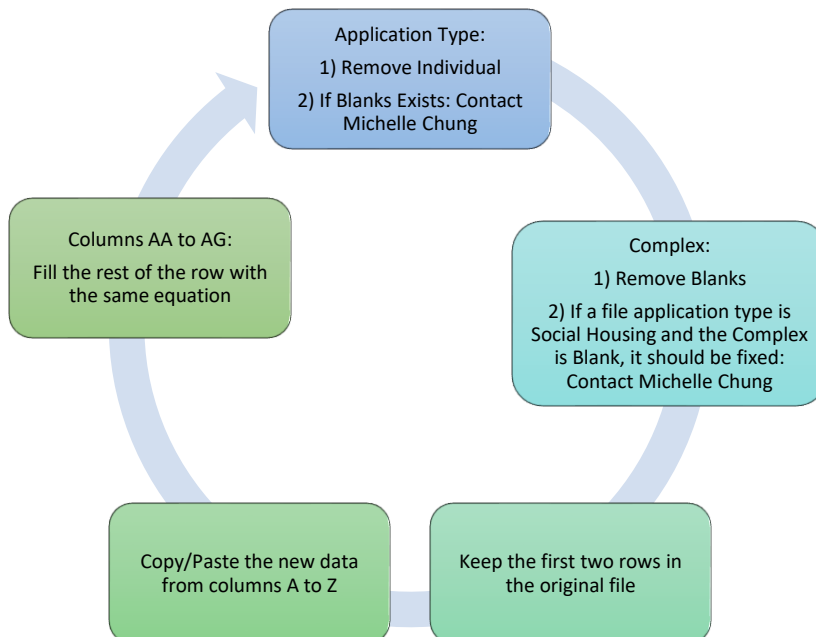 Application Type:
1) Remove Individual
2) If Blanks Exists: Contact
Michelle Chung
Complex:
1) Remove Blanks
2) If a file application type is
Social Housing and the Complex
is Blank, it should be fixed:
Contact Michelle Chung
Keep the first two rows in
the original file
Copy/Paste the new data
from columns A to Z
Columns AA to AG:
Fill the rest of the row with
the same equation